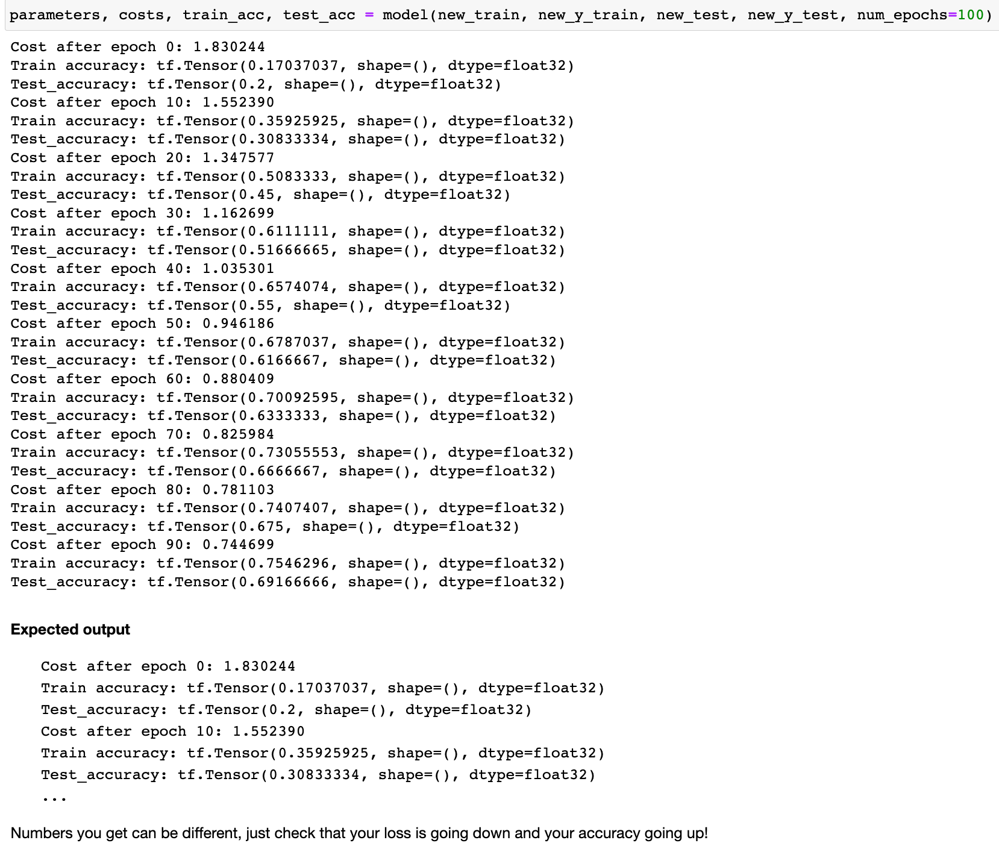 parameters, costs, train_acc, test_acc = model(new_train, new_y_train, new_test, new_y_test, num_epochs=100)
Cost after epoch 0: 1.830244
Train accuracy: tf.Tensor(0.17037037, shape=(), dtype=float32)
Test_accuracy: tf.Tensor(0.2, shape=(), dtype=float32)
Cost after epoch 10: 1.552390
Train accuracy: tf.Tensor(0.35925925, shape=(), dtype=float32)
Test_accuracy: tf.Tensor(0.30833334, shape=(), dtype=float32)
Cost after epoch 20: 1.347577
Train accuracy: tf.Tensor(0.5083333, shape=(), dtype=float32)
Test_accuracy: tf.Tensor(0.45, shape=(), dtype=float32)
Cost after epoch 30: 1.162699
Train accuracy: tf.Tensor(0.6111111, shape=(), dtype=float32)
Test_accuracy: tf.Tensor(0.51666665, shape=(), dtype=float32)
Cost after epoch 40: 1.035301
Train accuracy: tf.Tensor(0.6574074, shape=(), dtype=float32)
Test_accuracy: tf.Tensor(0.55, shape=(), dtype=float32)
Cost after epoch 50: 0.946186
Train accuracy: tf.Tensor(0.6787037, shape=(), dtype=float32)
Test_accuracy: tf.Tensor(0.6166667, shape=(), dtype=float32)
Cost after epoch 60: 0.880409
Train accuracy: tf.Tensor(0.70092595, shape=(), dtype=float32)
Test_accuracy: tf.Tensor(0.6333333, shape=(), dtype=float32)
Cost after epoch 70: 0.825984
Train accuracy: tf.Tensor(0.73055553, shape=(), dtype=float32)
Test_accuracy: tf.Tensor(0.6666667, shape=(), dtype=float32)
Cost after epoch 80: 0.781103
Train accuracy: tf.Tensor(0.7407407, shape=(), dtype=float32)
Test_accuracy: tf.Tensor(0.675, shape=(), dtype=float32)
Cost after epoch 90: 0.744699
Train accuracy: tf.Tensor(0.7546296, shape=(), dtype=float32)
Test_accuracy: tf.Tensor(0.69166666, shape=(), dtype=float32)
Expected output
Cost after epoch 0: 1.830244
Train accuracy: tf.Tensor(0.17037037, shape=(), dtype=float32)
Test_accuracy: tf.Tensor(0.2, shape=(), dtype=float32)
Cost after epoch 10: 1.552390
Train accuracy: tf.Tensor(0.35925925, shape=(), dtype=float32)
Test_accuracy: tf.Tensor(0.30833334, shape=(), dtype=float32)
...
Numbers you get can be different, just check that your loss is going down and your accuracy going up!